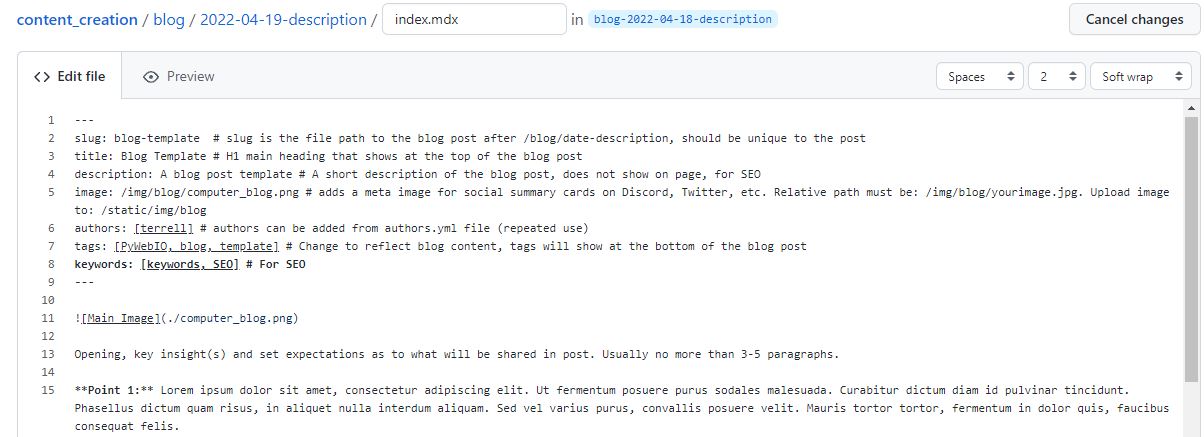 content_creation / blog / 2022-04-19-description / index.mdx in blog-2022-04-18-description Cancel changes
<> Edit file Preview Spaces 2 Soft wrap
1 ---
2 slug: blog-template # slug is the file path to the blog post after /blog/date-description, should be unique to the post
3 title: Blog Template # H1 main heading that shows at the top of the blog post
4 description: A blog post template # A short description of the blog post, does not show on page, for SEO
5 image: /img/blog/computer_blog.png # adds a meta image for social summary cards on Discord, Twitter, etc. Relative path must be: /img/blog/yourimage.jpg. Upload image
to: /static/img/blog
6 authors: [terrell] # authors can be added from authors.yml file (repeated use)
7 tags: [PyWebIO, blog, template] # Change to reflect blog content, tags will show at the bottom of the blog post
8 keywords: [keywords, SEO] # For SEO
9 ---
10
11 ![Main Image](./computer_blog.png)
12
13 Opening, key insight(s) and set expectations as to what will be shared in post. Usually no more than 3-5 paragraphs.
14
15 **Point 1:** Lorem ipsum dolor sit amet, consectetur adipiscing elit. Ut fermentum posuere purus sodales malesuada. Curabitur dictum diam id pulvinar tincidunt.
Phasellus dictum quam risus, in aliquet nulla interdum aliquam. Sed vel varius purus, convallis posuere velit. Mauris tortor tortor, fermentum in dolor quis, faucibus
consequat felis.